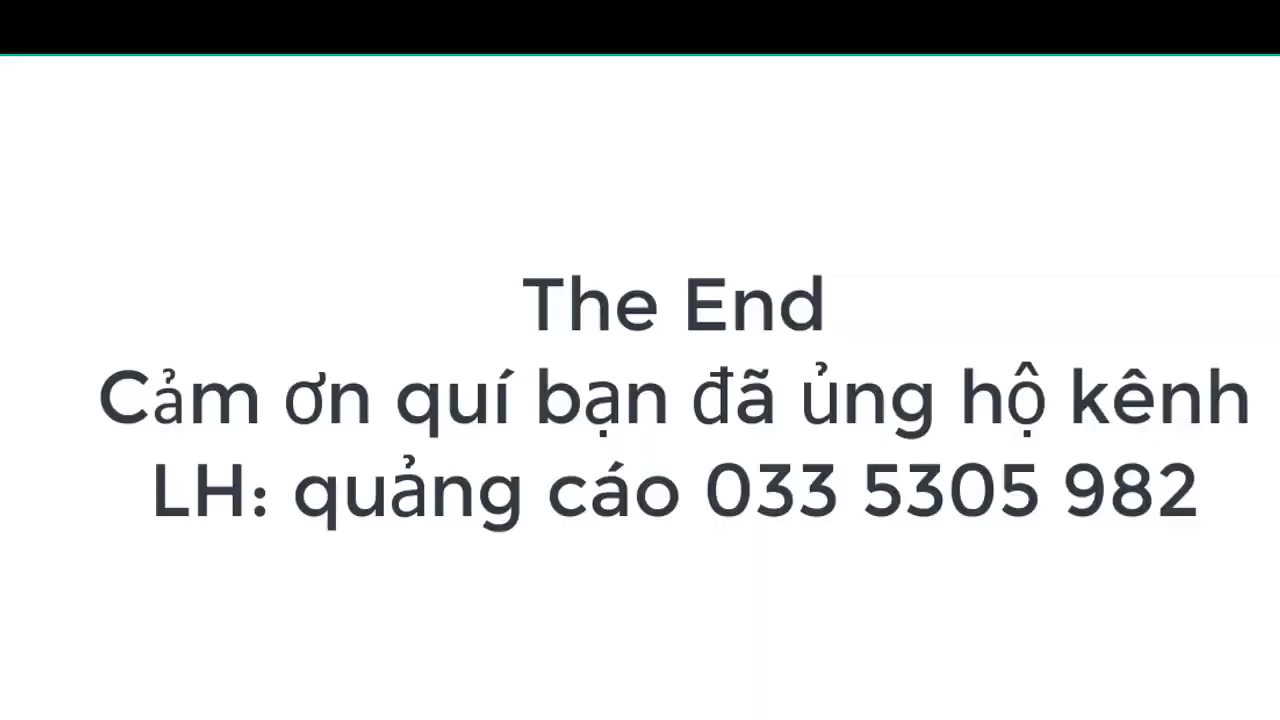 The End
Cảm ơn quí bạn đã ủng hộ kênh
LH: quảng cáo 033 5305 982